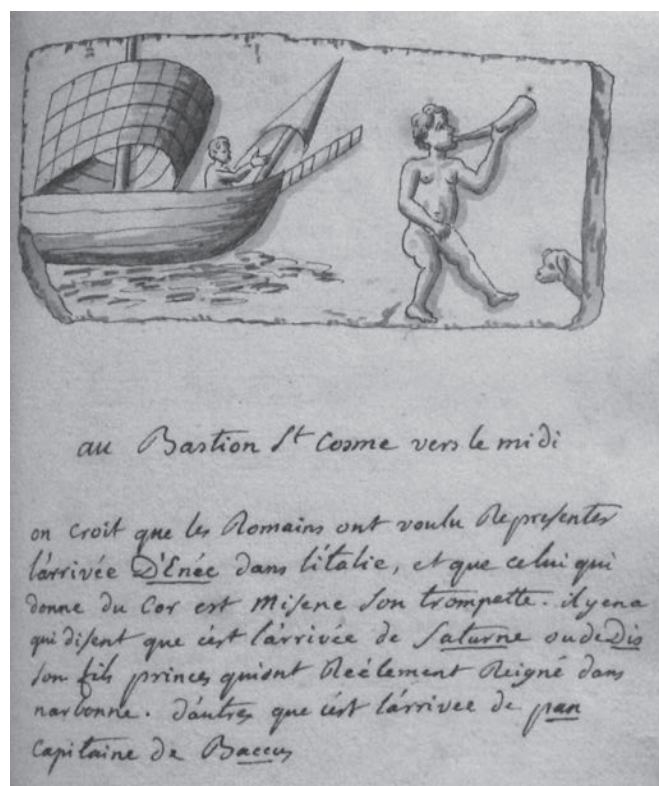 au Bastion St Cosme vers le midi
on croit que les Romains ont voulu Representer
l'arrivée D'Enée dans l'italie, et que celui qui
donne du Cor est Misene son trompette. il y en a
qui disent que c'est l'arrivée de Saturne ou de Dis
son fils princes qui ont Reélement Reigné dans
narbonne. d'autres que c'est l'arrivee de pan
Capitaine de Baccus